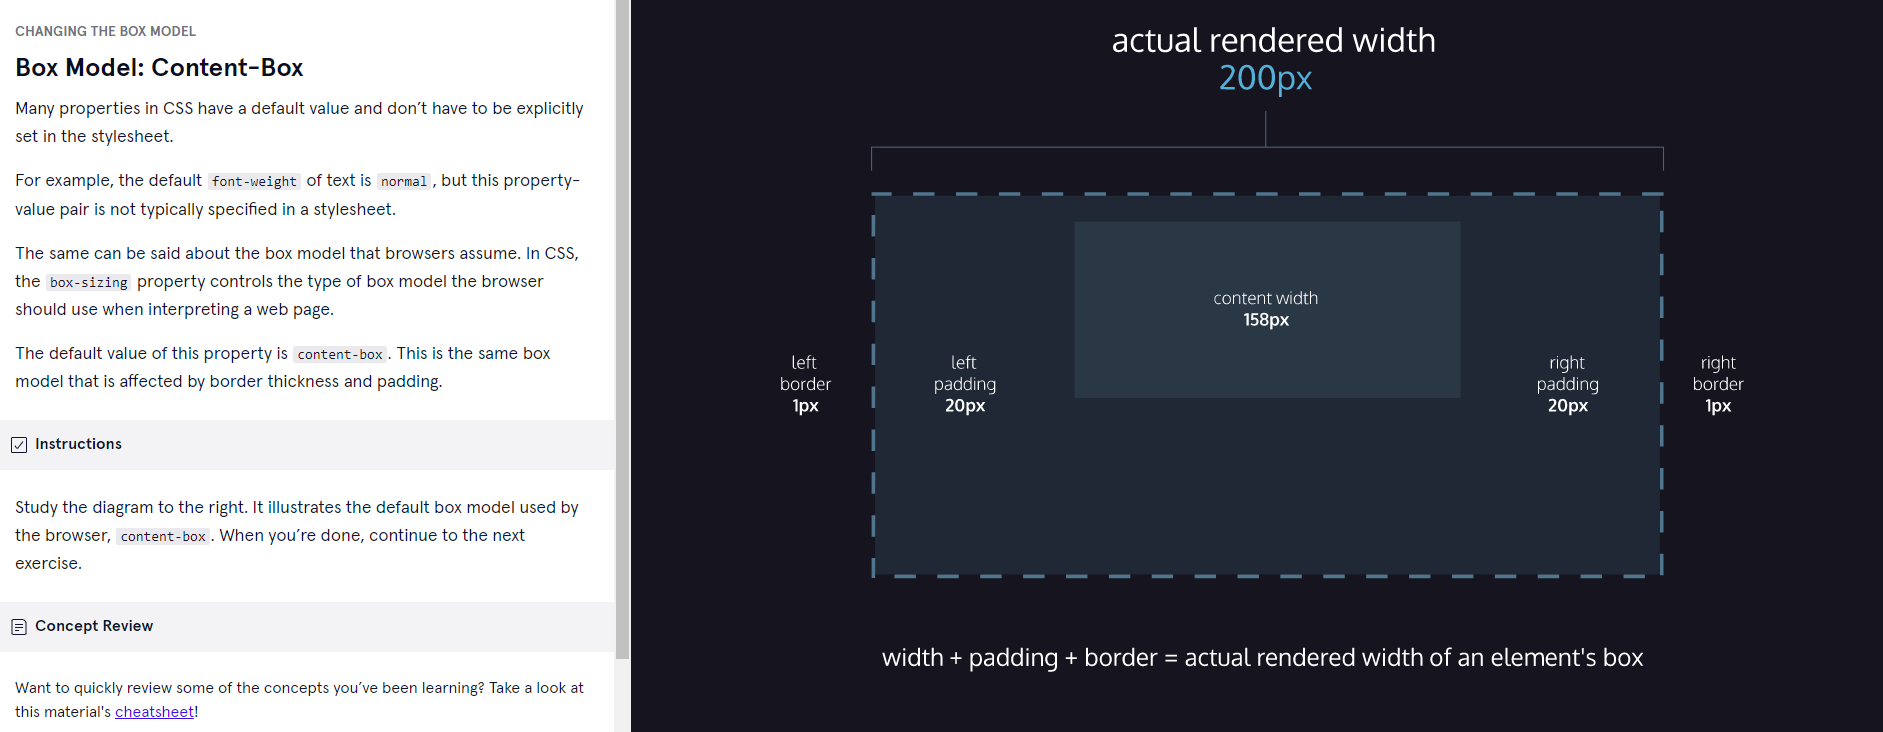 CHANGING THE BOX MODEL
Box Model: Content-Box
Many properties in CSS have a default value and don’t have to be explicitly
set in the stylesheet.
For example, the default font-weight of text is normal, but this property-
value pair is not typically specified in a stylesheet.
The same can be said about the box model that browsers assume. In CSS,
the box-sizing property controls the type of box model the browser
should use when interpreting a web page.
The default value of this property is content-box. This is the same box
model that is affected by border thickness and padding.
Instructions
Study the diagram to the right. It illustrates the default box model used by
the browser, content-box. When you’re done, continue to the next
exercise.
Concept Review
Want to quickly review some of the concepts you’ve been learning? Take a look at
this material's cheatsheet!
actual rendered width
200px
content width
158px
left
border
1px
left
padding
20px
right
padding
20px
right
border
1px
width + padding + border = actual rendered width of an element's box